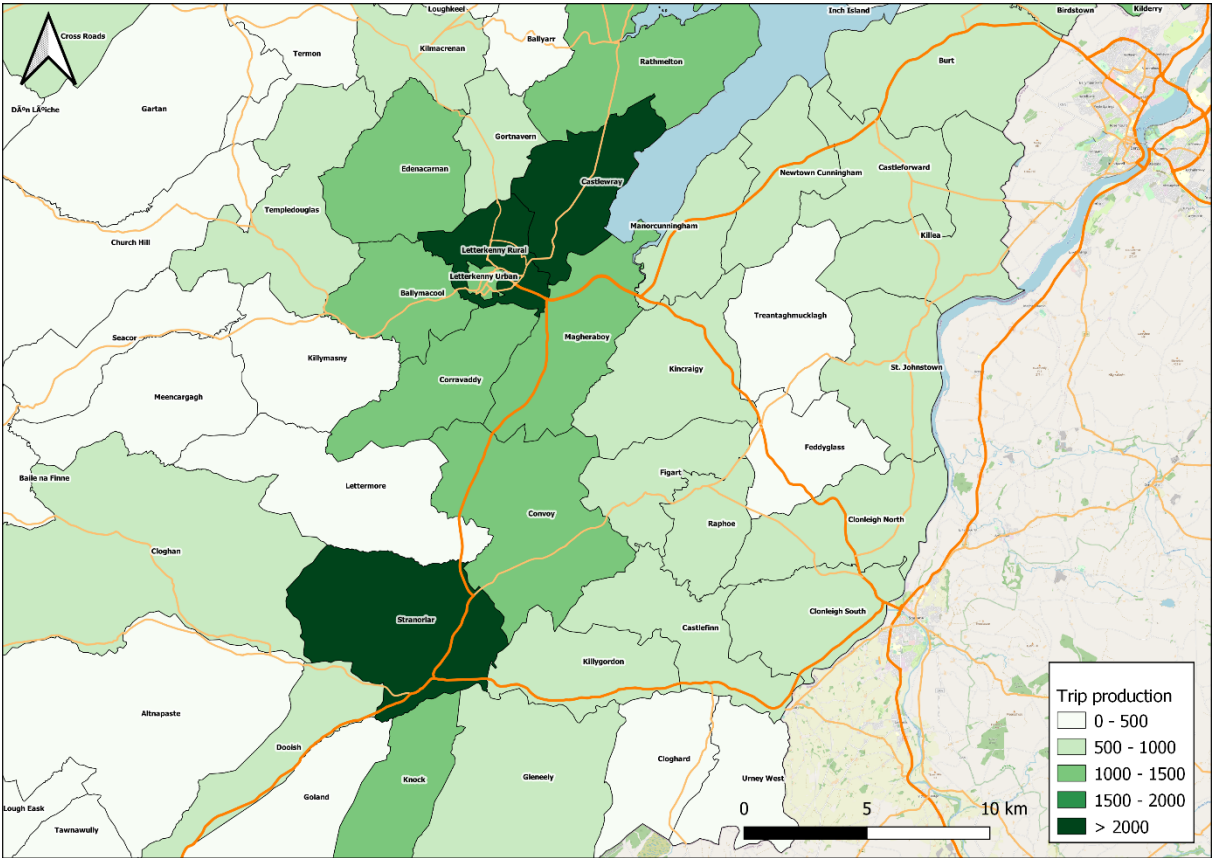 Cross Roads
Loughkeel
Inch Island
Birdstown
Kilderry
Termon
Kilmacrenan
Ballyarr
Rathmelton
Burt
DÃºn LÃºiche
Gartan
Gortnavern
Edenacarnan
Castlewray
Newtown Cunningham
Castleforward
Templedouglas
Manorcunningham
Killea
Church Hill
Letterkenny Rural
Letterkenny Urban
Ballymacool
Treantaghmucklagh
Seacor
Killymasny
Magheraboy
Meencargagh
Corravaddy
Kincraigy
St. Johnstown
Feddyglass
Baile na Finne
Lettermore
Figart
Convoy
Raphoe
Clonleigh North
Cloghan
Stranorlar
Castlefinn
Clonleigh South
Killygordon
Altnapaste
Dooish
Knock
Gleneely
Cloghard
Urney West
Goland
Lough Eask
Tawnawully
Trip production
0 - 500
500 - 1000
1000 - 1500
1500 - 2000
> 2000
0 5 10 km